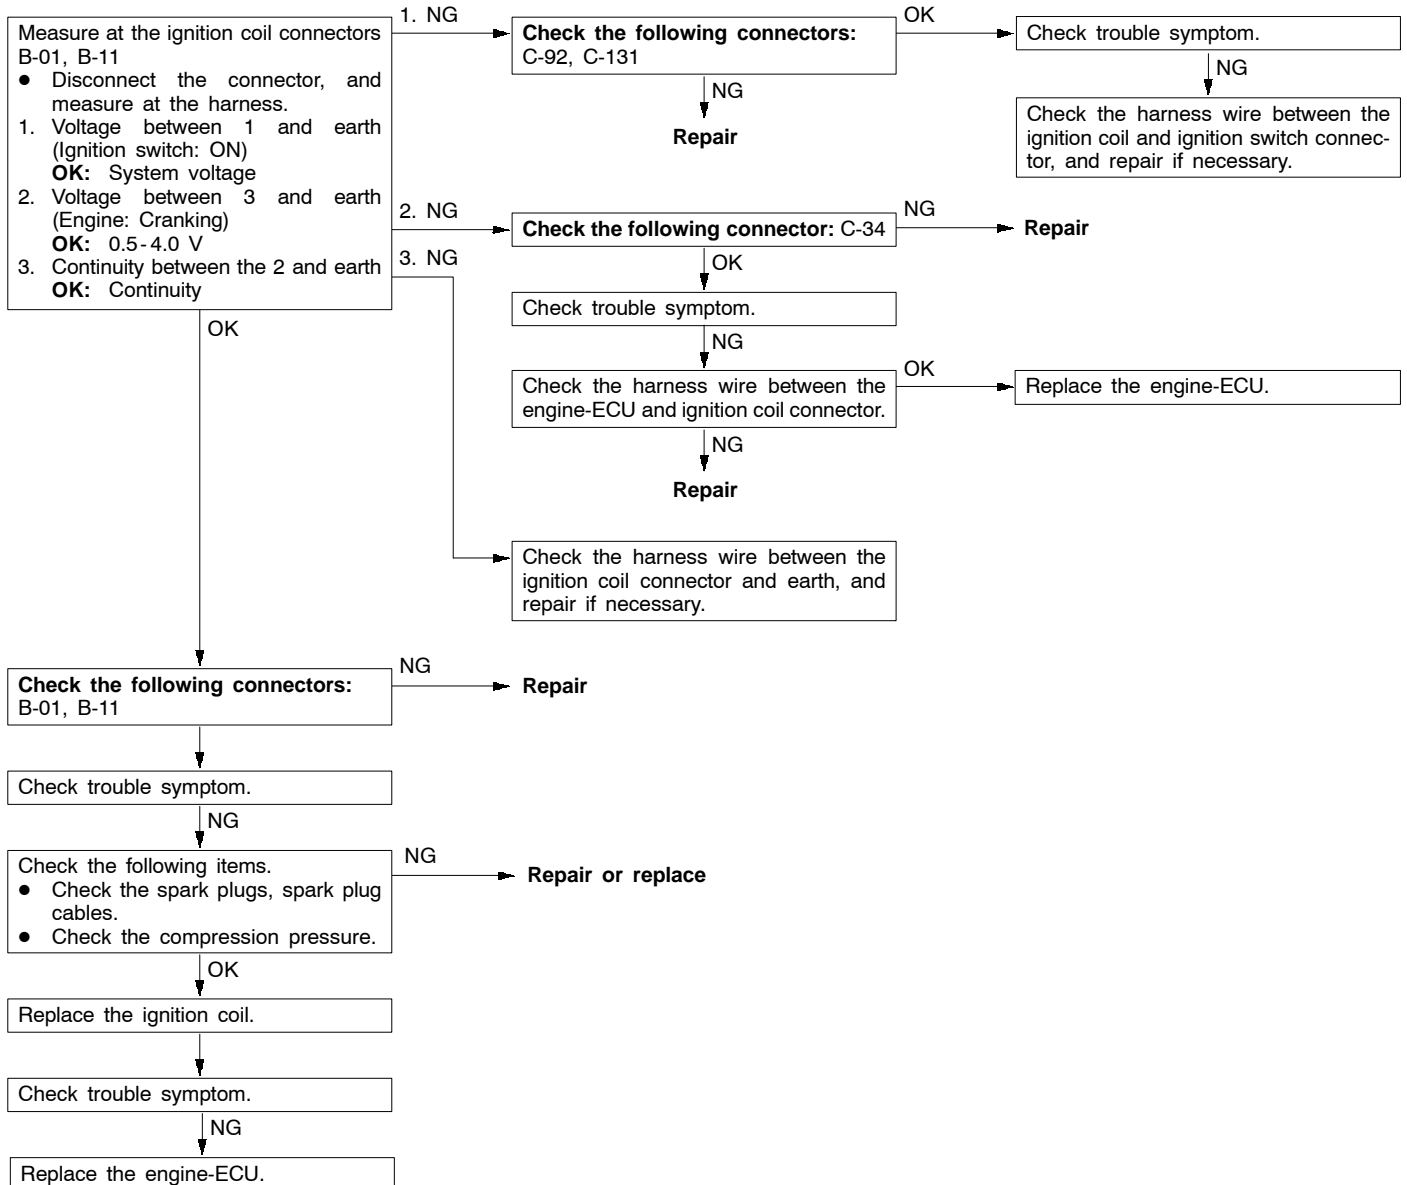 Measure at the ignition coil connectors
B-01, B-11
● Disconnect the connector, and
measure at the harness.
1. Voltage between 1 and earth
(Ignition switch: ON)
OK: System voltage
2. Voltage between 3 and earth
(Engine: Cranking)
OK: 0.5-4.0 V
3. Continuity between the 2 and earth
OK: Continuity
1. NG
Check the following connectors:
C-92, C-131
OK
Check trouble symptom.
NG
Check the harness wire between the
ignition coil and ignition switch connec-
tor, and repair if necessary.
NG
Repair
2. NG
Check the following connector: C-34
NG
Repair
OK
Check trouble symptom.
NG
Check the harness wire between the
engine-ECU and ignition coil connector.
OK
Replace the engine-ECU.
NG
Repair
3. NG
Check the harness wire between the
ignition coil connector and earth, and
repair if necessary.
OK
Check the following connectors:
B-01, B-11
NG
Repair
Check trouble symptom.
NG
Check the following items.
● Check the spark plugs, spark plug
cables.
● Check the compression pressure.
NG
Repair or replace
OK
Replace the ignition coil.
Check trouble symptom.
NG
Replace the engine-ECU.